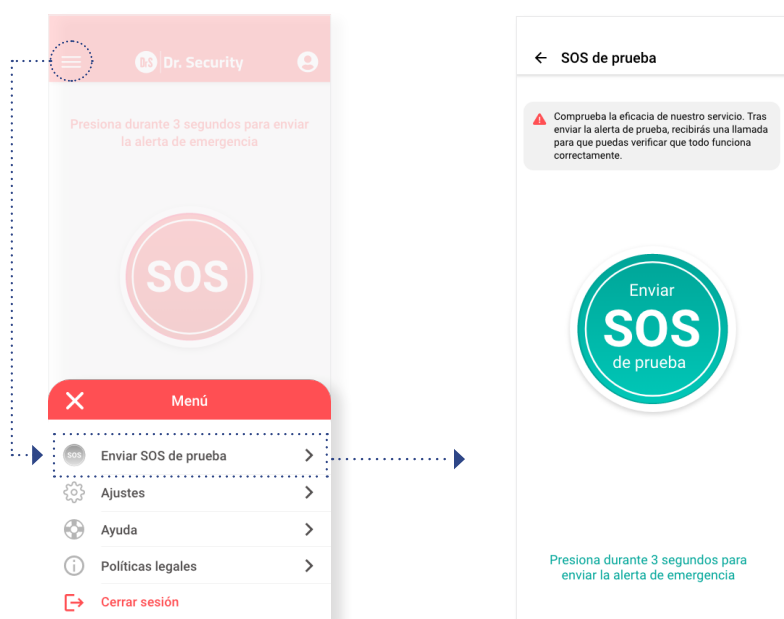 D.S Dr. Security
Presiona durante 3 segundos para enviar
la alerta de emergencia
SOS
Menú
SOS Enviar SOS de prueba
Ajustes
Ayuda
Políticas legales
Cerrar sesión
SOS de prueba
Comprueba la eficacia de nuestro servicio. Tras
enviar la alerta de prueba, recibirás una llamada
para que puedas verificar que todo funciona
correctamente.
Enviar
SOS
de prueba
Presiona durante 3 segundos para
enviar la alerta de emergencia